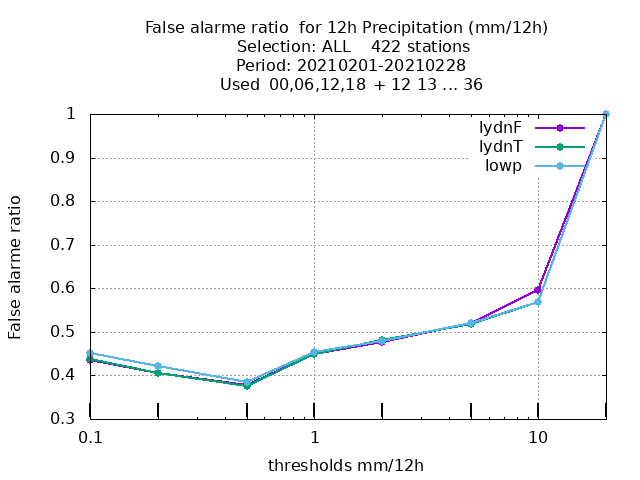 False alarme ratio  for 12h Precipitation (mm/12h)
Selection: ALL    422 stations
Period: 20210201-20210228
Used  00,06,12,18  + 12 13 ... 36
lydnF
lydnT
lowp
False alarme ratio
1
0.9
0.8
0.7
0.6
0.5
0.4
0.3
0.1
1
10
thresholds mm/12h